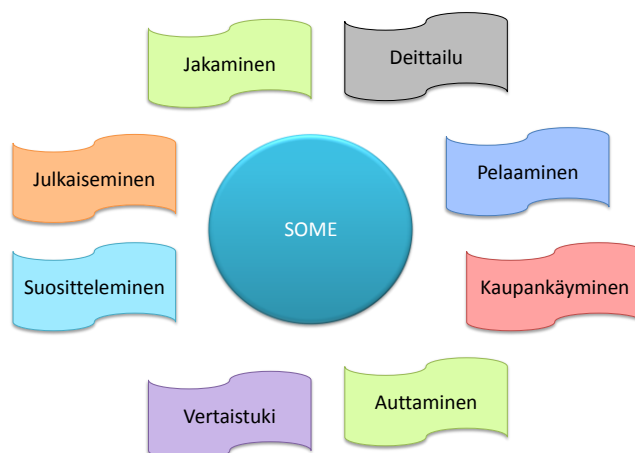 Jakaminen
Deittailu
Julkaiseminen
Pelaaminen
SOME
Suositteleminen
Kaupankäyminen
Vertaistuki
Auttaminen